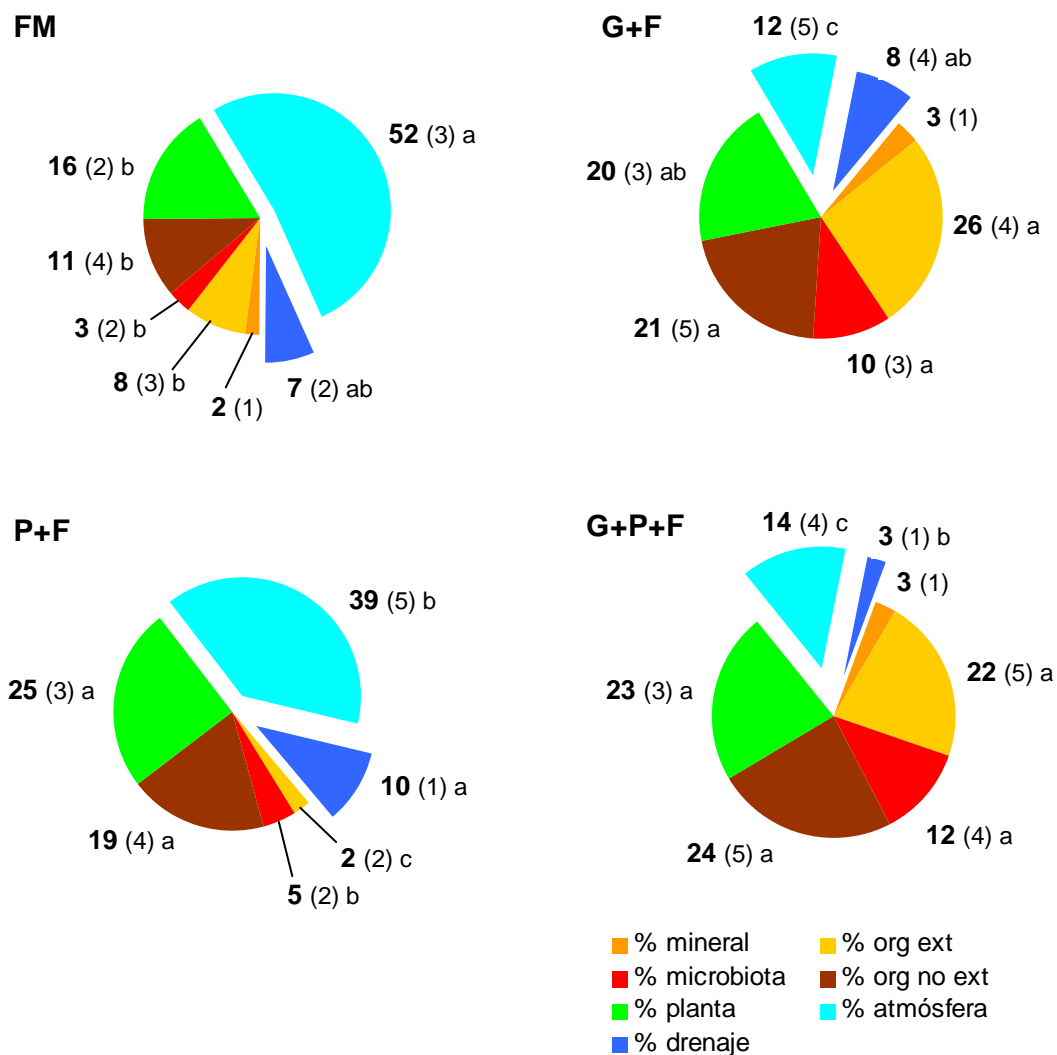 FM
52 (3) a
16 (2) b
11 (4) b
3 (2) b
8 (3) b
2 (1)
7 (2) ab
G+F
12 (5) c
8 (4) ab
3 (1)
20 (3) ab
26 (4) a
21 (5) a
10 (3) a
P+F
39 (5) b
25 (3) a
10 (1) a
19 (4) a
2 (2) c
5 (2) b
G+P+F
14 (4) c
3 (1) b
3 (1)
23 (3) a
22 (5) a
24 (5) a
12 (4) a
% mineral
% org ext
% microbiota
% org no ext
% planta
% atmósfera
% drenaje